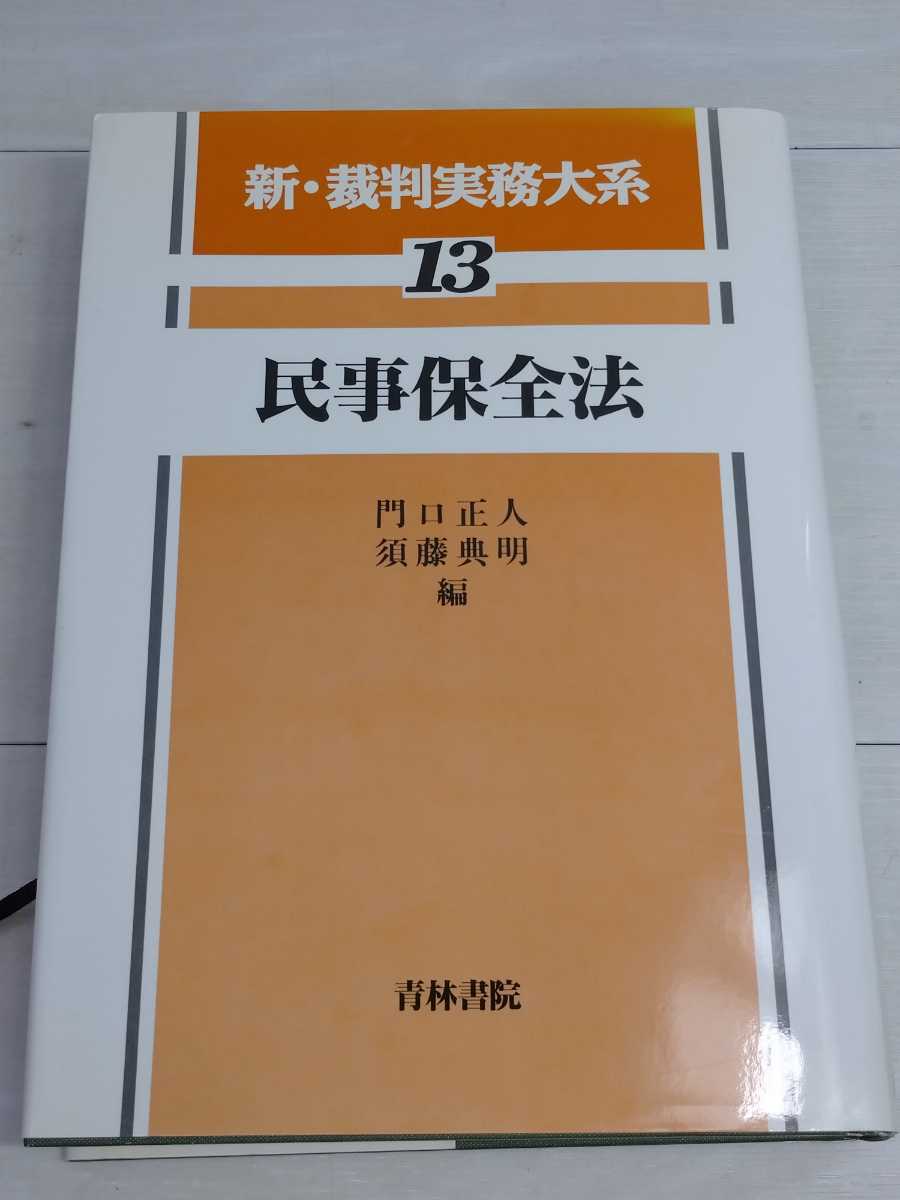 新・裁判実務大系
13
民事保全法
門口正人
須藤典明
編
青林書院